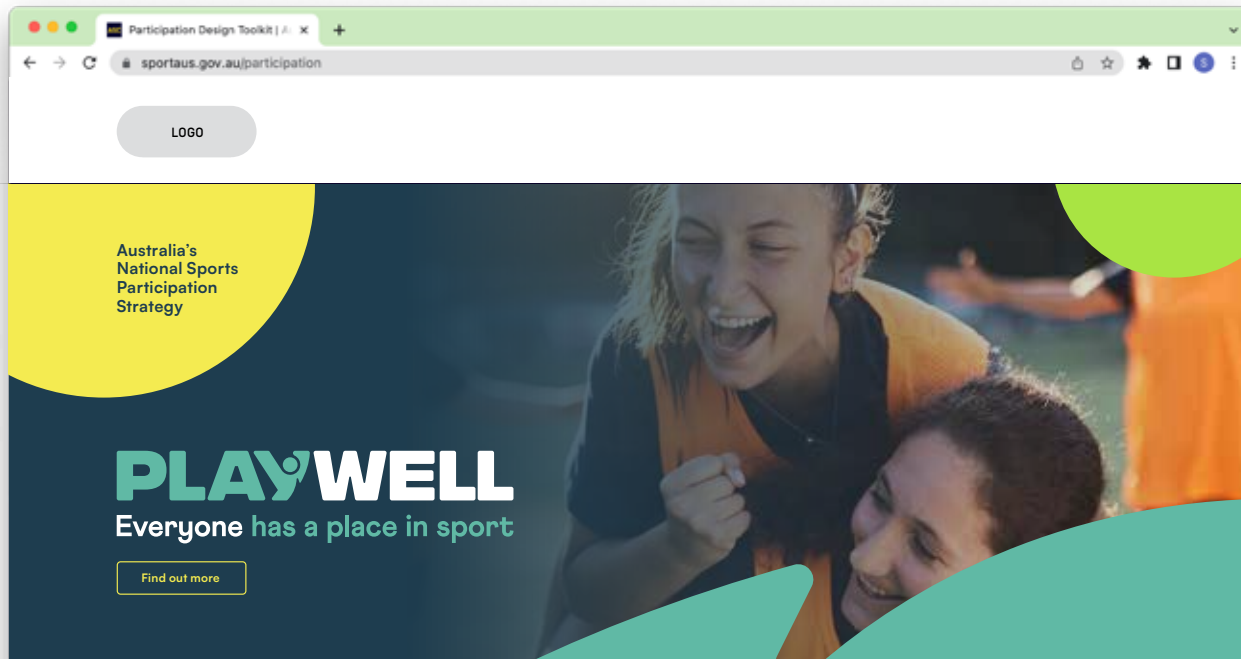 Participation Design Toolkit |
sportaus.gov.au/participation
S
LOGO
Australia's
National Sports
Participation
Strategy
PLAYWELL
Everyone has a place in sport
Find out more